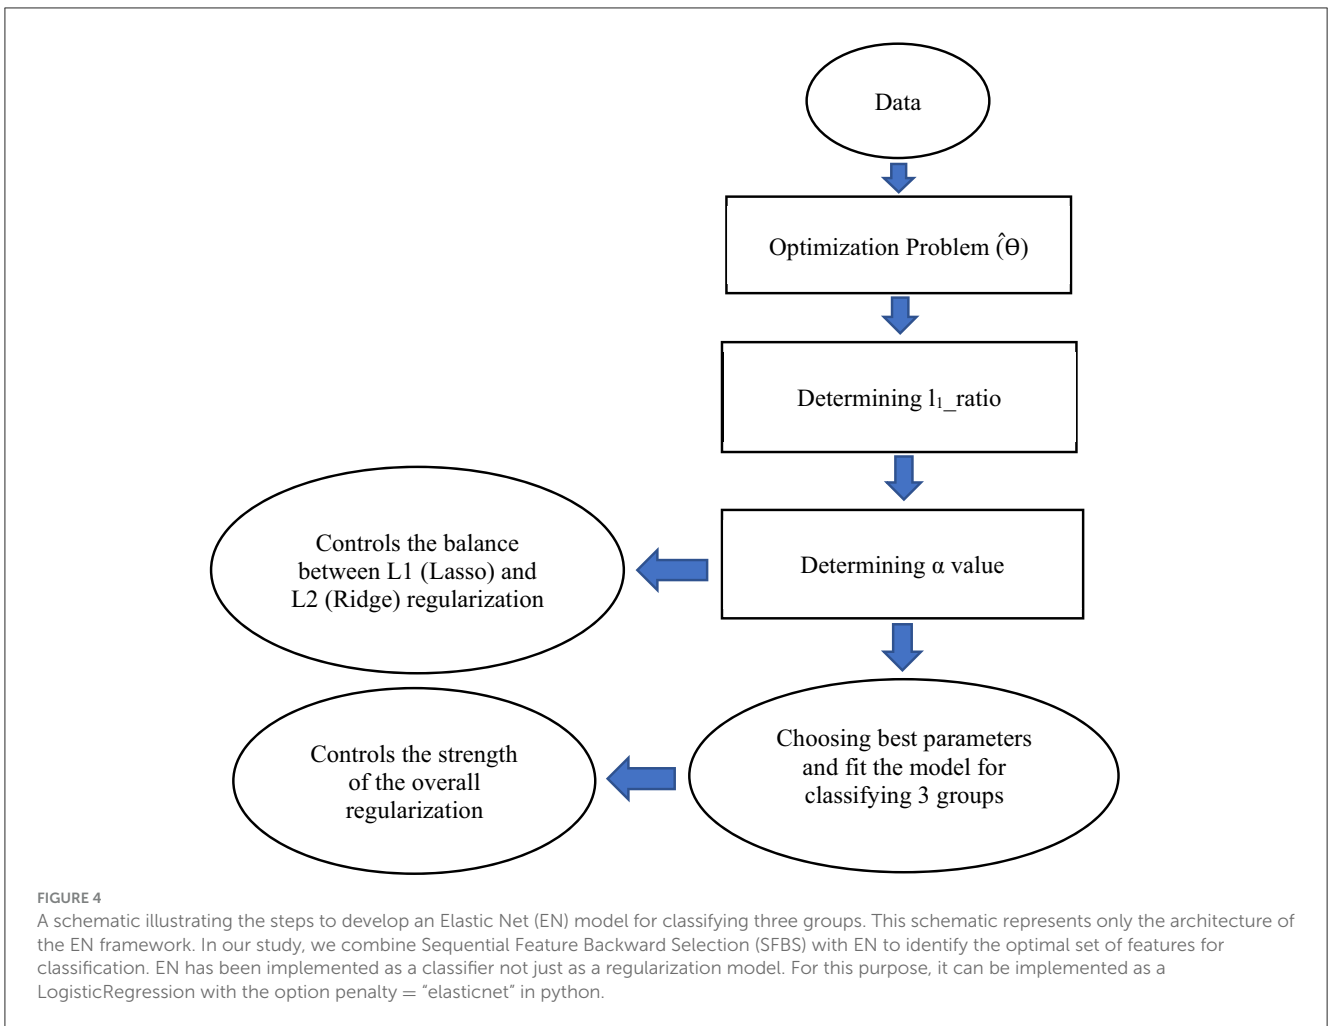 Data
Optimization Problem (Θ̂)
Determining l₁_ratio
Determining α value
Controls the balance
between L1 (Lasso) and
L2 (Ridge) regularization
Choosing best parameters
and fit the model for
classifying 3 groups
Controls the strength
of the overall
regularization
FIGURE 4
A schematic illustrating the steps to develop an Elastic Net (EN) model for classifying three groups. This schematic represents only the architecture of
the EN framework. In our study, we combine Sequential Feature Backward Selection (SFBS) with EN to identify the optimal set of features for
classification. EN has been implemented as a classifier not just as a regularization model. For this purpose, it can be implemented as a
LogisticRegression with the option penalty = “elasticnet” in python.